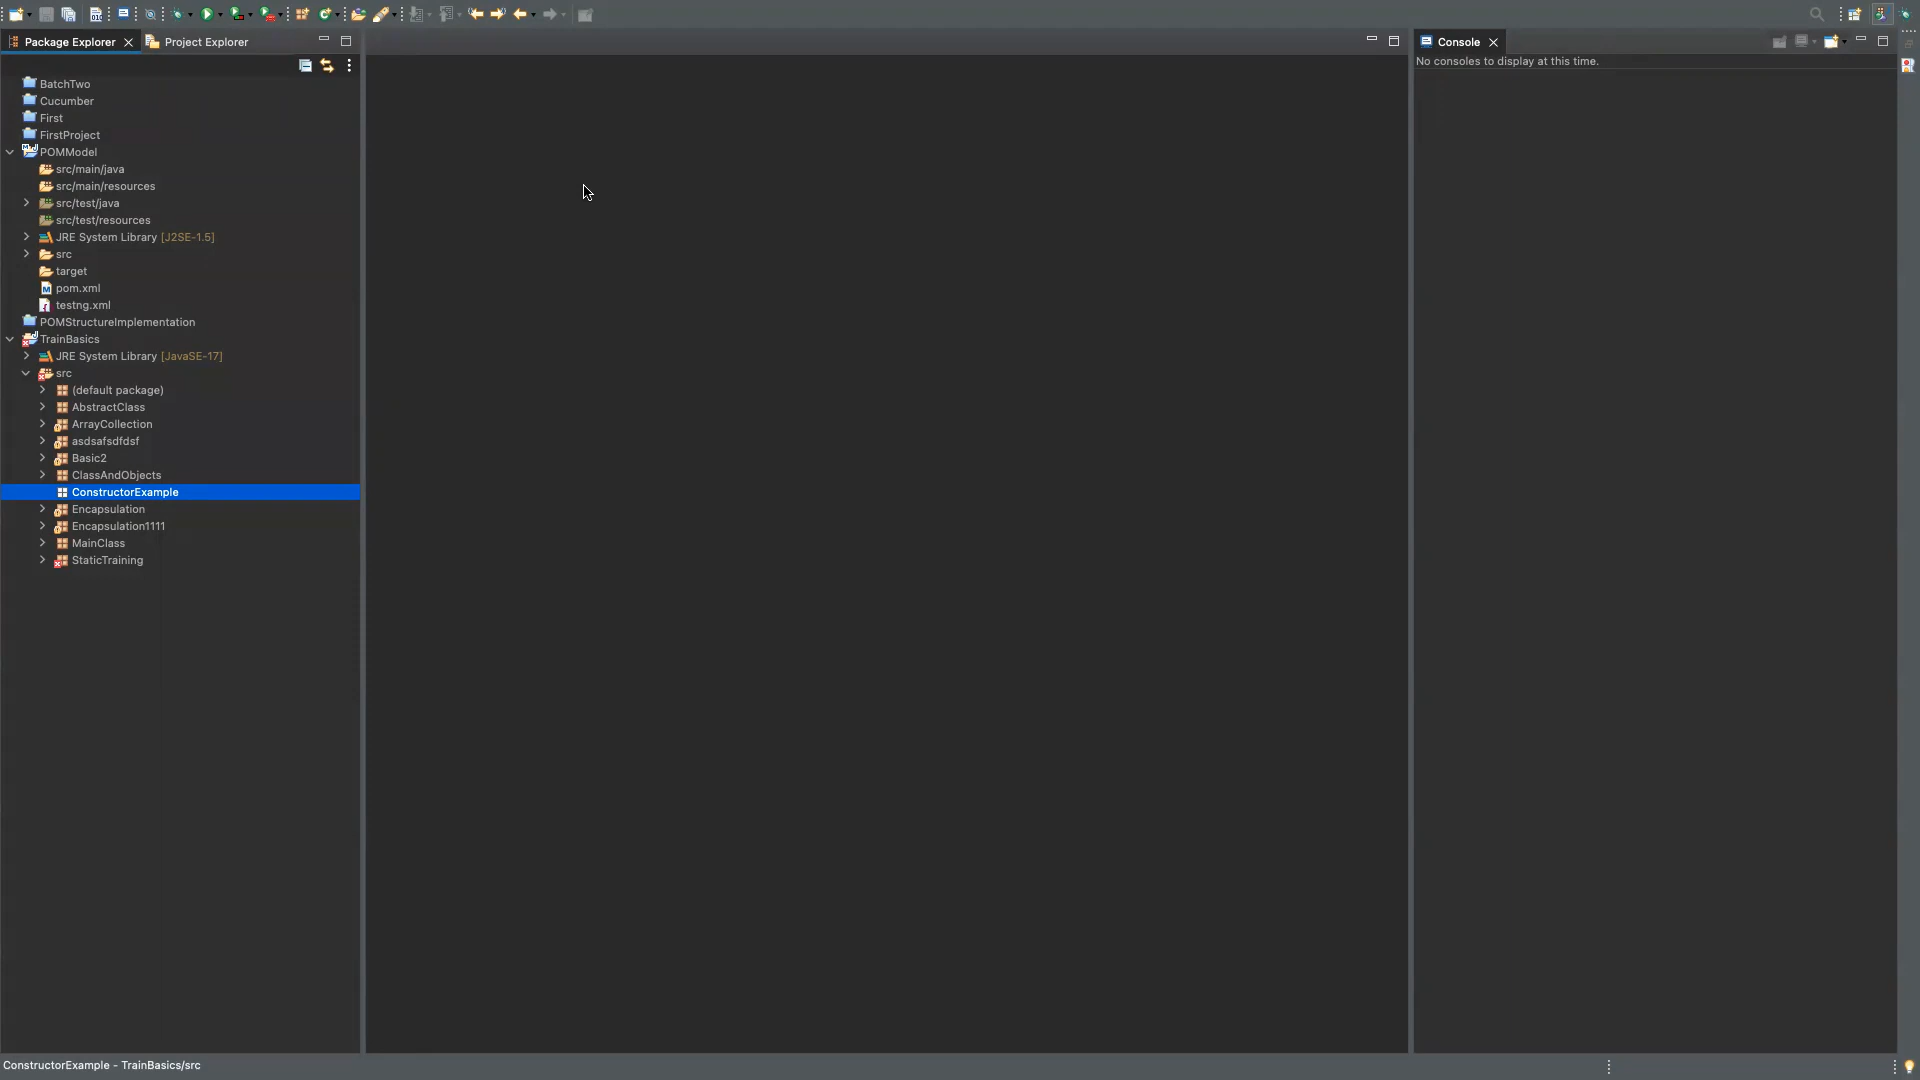 Package Explorer
Project Explorer
BatchTwo
Cucumber
First
FirstProject
POMModel
src/main/java
src/main/resources
src/test/java
src/test/resources
JRE System Library [J2SE-1.5]
src
target
pom.xml
testng.xml
POMStructureImplementation
TrainBasics
JRE System Library [JavaSE-17]
src
(default package)
AbstractClass
ArrayCollection
asdsafsdfdsf
Basic2
ClassAndObjects
ConstructorExample
Encapsulation
Encapsulation1111
MainClass
StaticTraining
Console
No consoles to display at this time.
ConstructorExample - TrainBasics/src